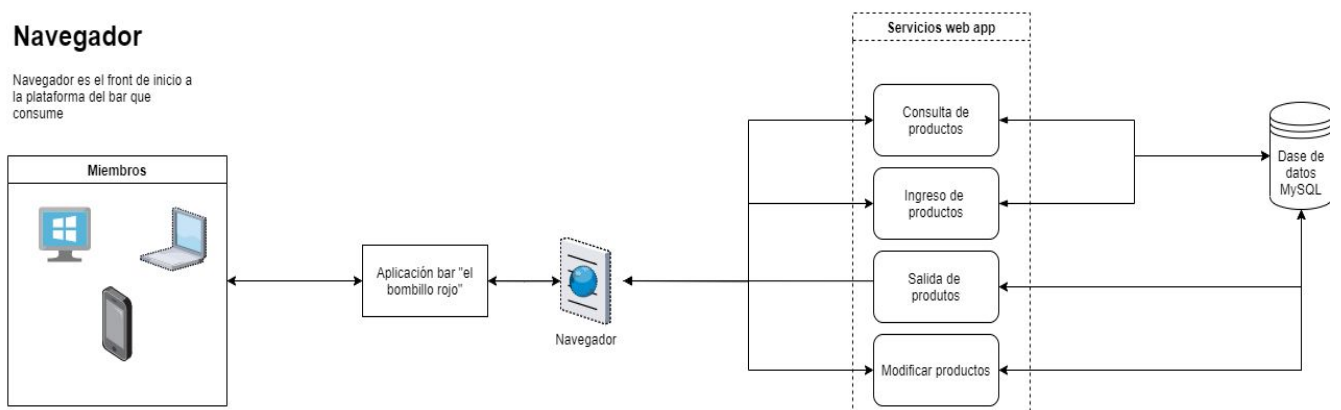 Navegador
Navegador es el front de inicio a
la plataforma del bar que
consume
Miembros
Aplicación bar "el
bombillo rojo"
Navegador
Servicios web app
Consulta de
productos
Ingreso de
productos
Salida de
produtos
Modificar productos
Dase de
datos
MySQL